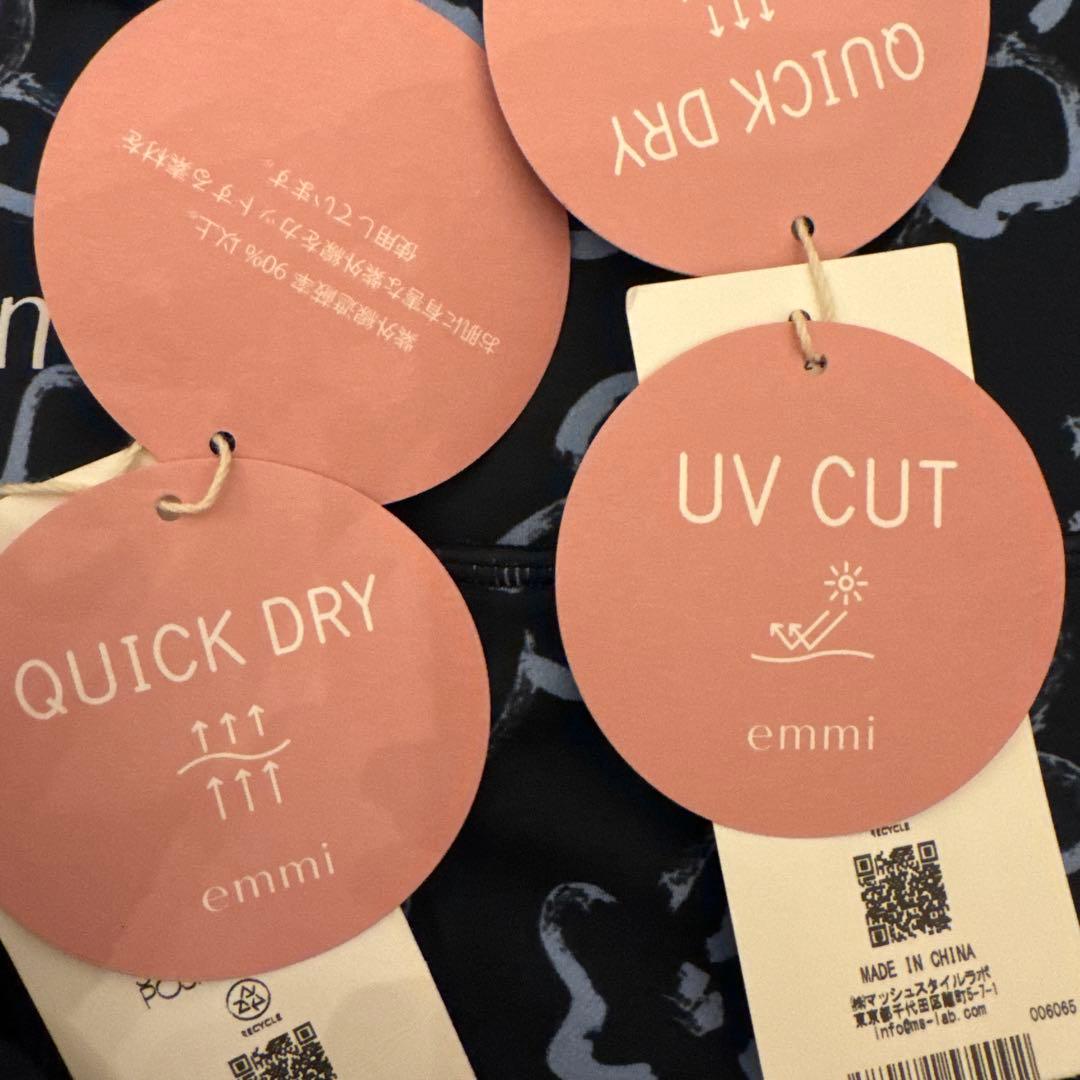 紫外線遮蔽率 90% 以上。
お肌に有害な紫外線をカットする素材を
使用しています。
QUICK DRY
n
UV CUT
emmi
QUICK DRY
emmi
RECYCLE
MADE IN CHINA
㈱マッシュスタイルラボ
東京都千代田区麹町5-7-1
info@ms-lab.com
006065
RECYCLE